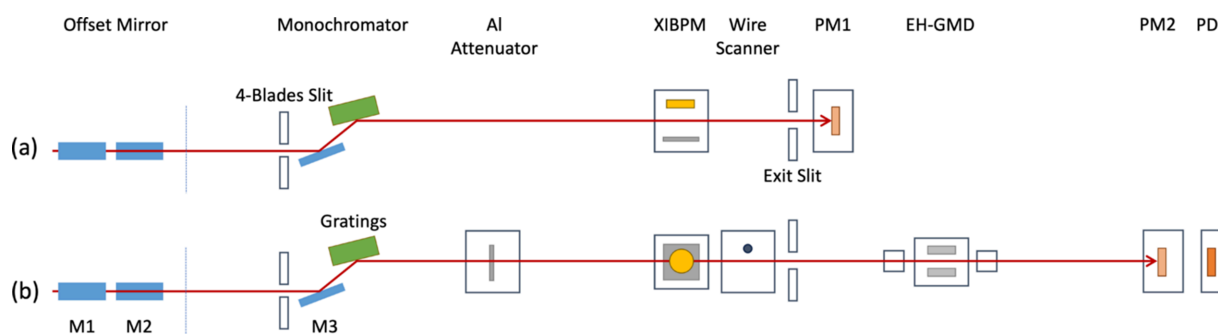 Offset Mirror
Monochromator
Al
Attenuator
XIBPM
Wire
Scanner
PM1
EH-GMD
PM2
PD
4-Blades Slit
(a)
Exit Slit
Gratings
(b)
M1
M2
M3